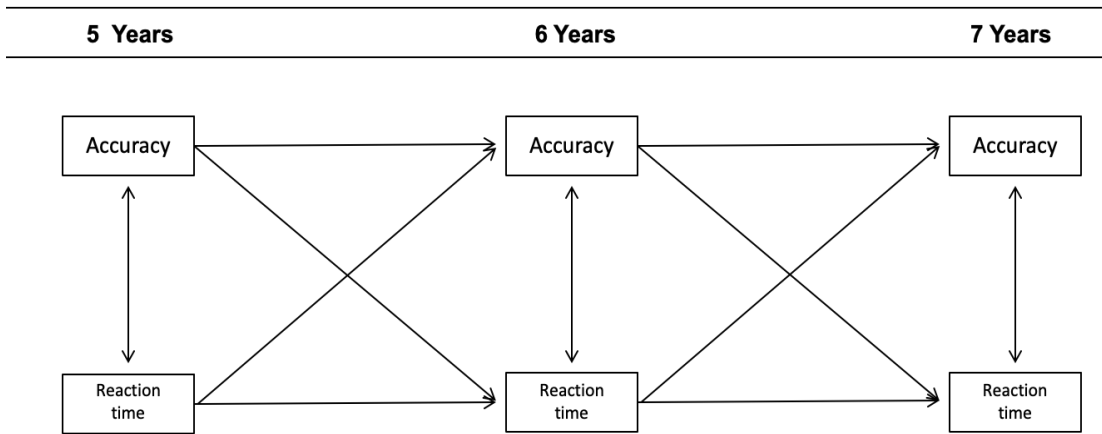 5 Years
6 Years
7 Years
Accuracy
Accuracy
Accuracy
Reaction
time
Reaction
time
Reaction
time